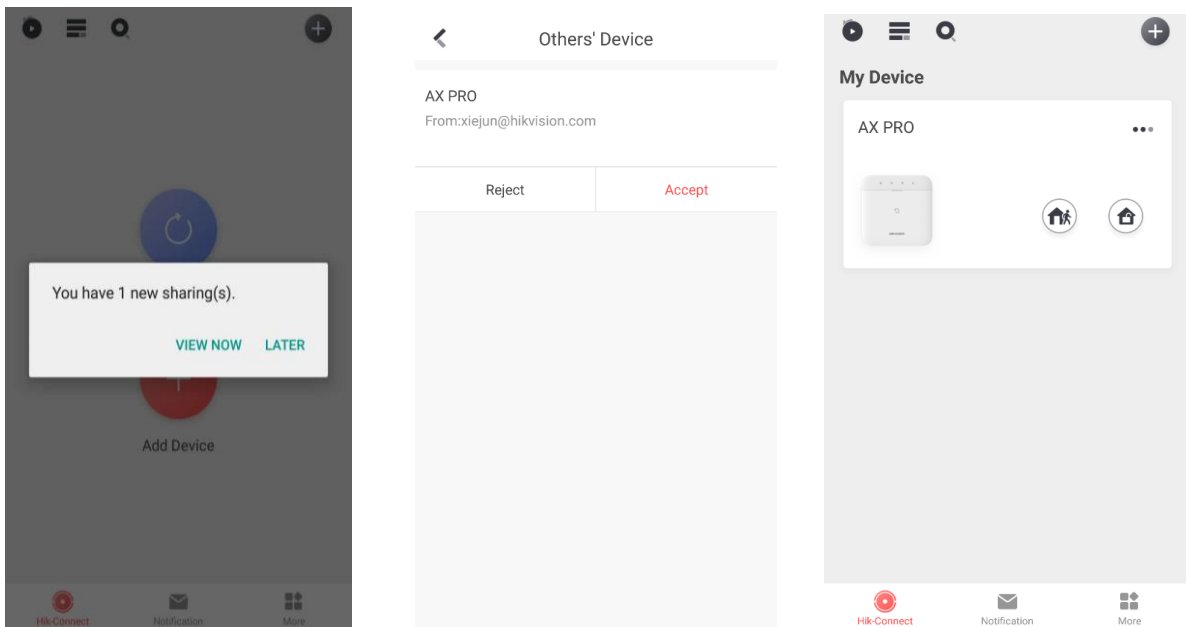 You have 1 new sharing(s).
VIEW NOW LATER
Add Device
Hik-Connect Notification More
Others' Device
AX PRO
From:xiejun@hikvision.com
Reject Accept
My Device
AX PRO
Hik-Connect Notification More